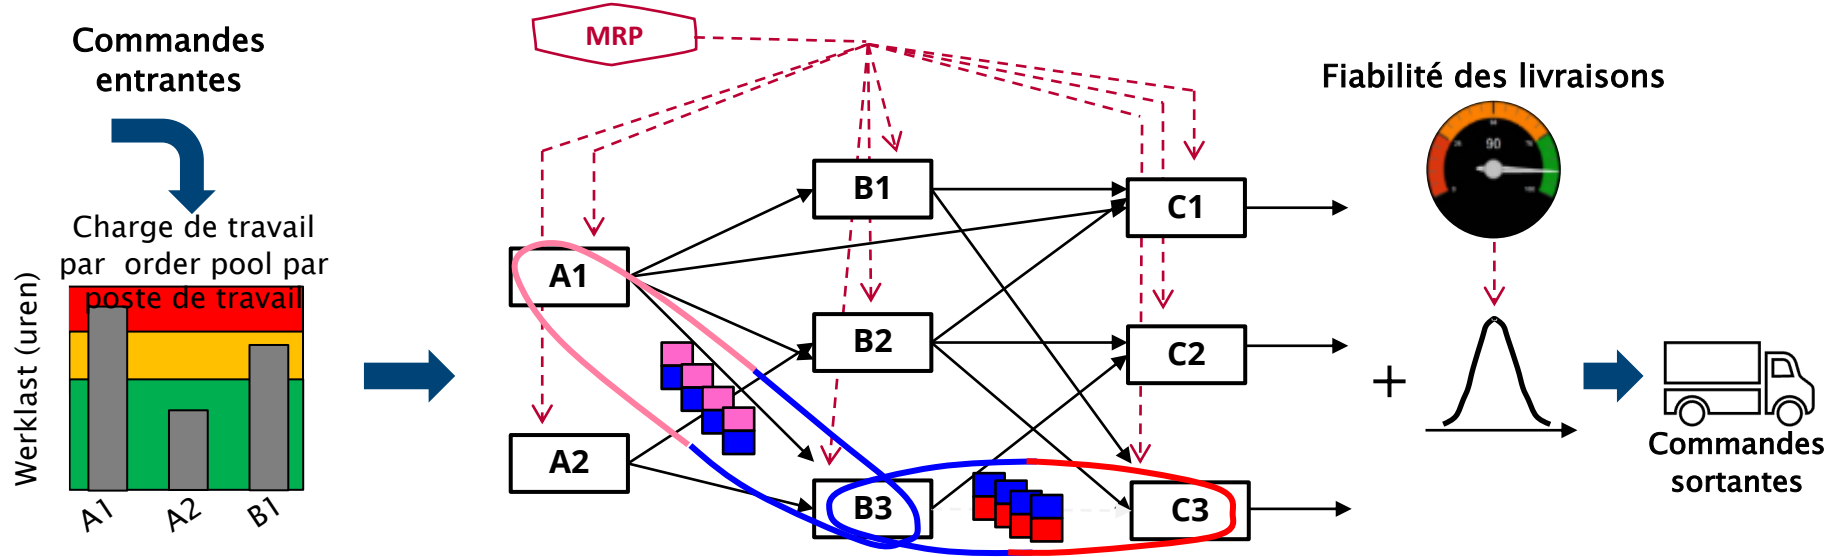 Commandes
entrantes
MRP
Fiabilité des livraisons
90
Charge de travail
par order pool par
poste de travail
Werklast (uren)
A1
A2
B1
A1
A2
B1
B2
B3
C1
C2
C3
+
Commandes
sortantes